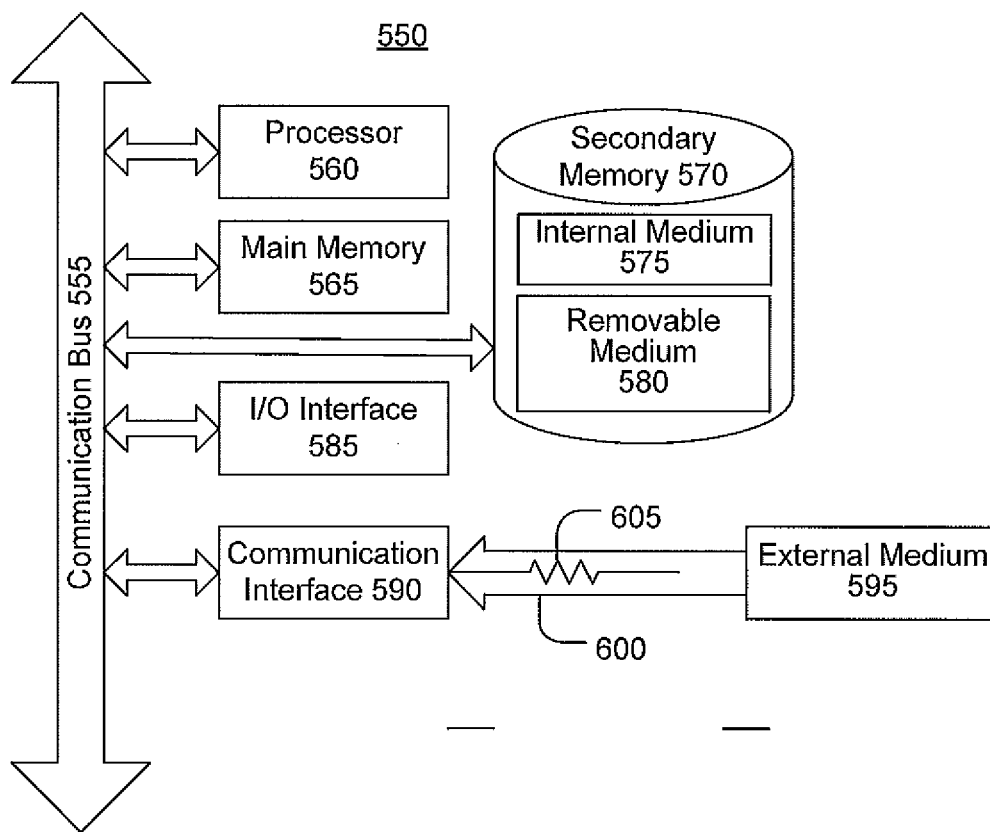 550
Processor
560
Secondary
Memory 570
Main Memory
565
Internal Medium
575
Removable
Medium
580
I/O Interface
585
Communication Bus 555
605
Communication
Interface 590
External Medium
595
600